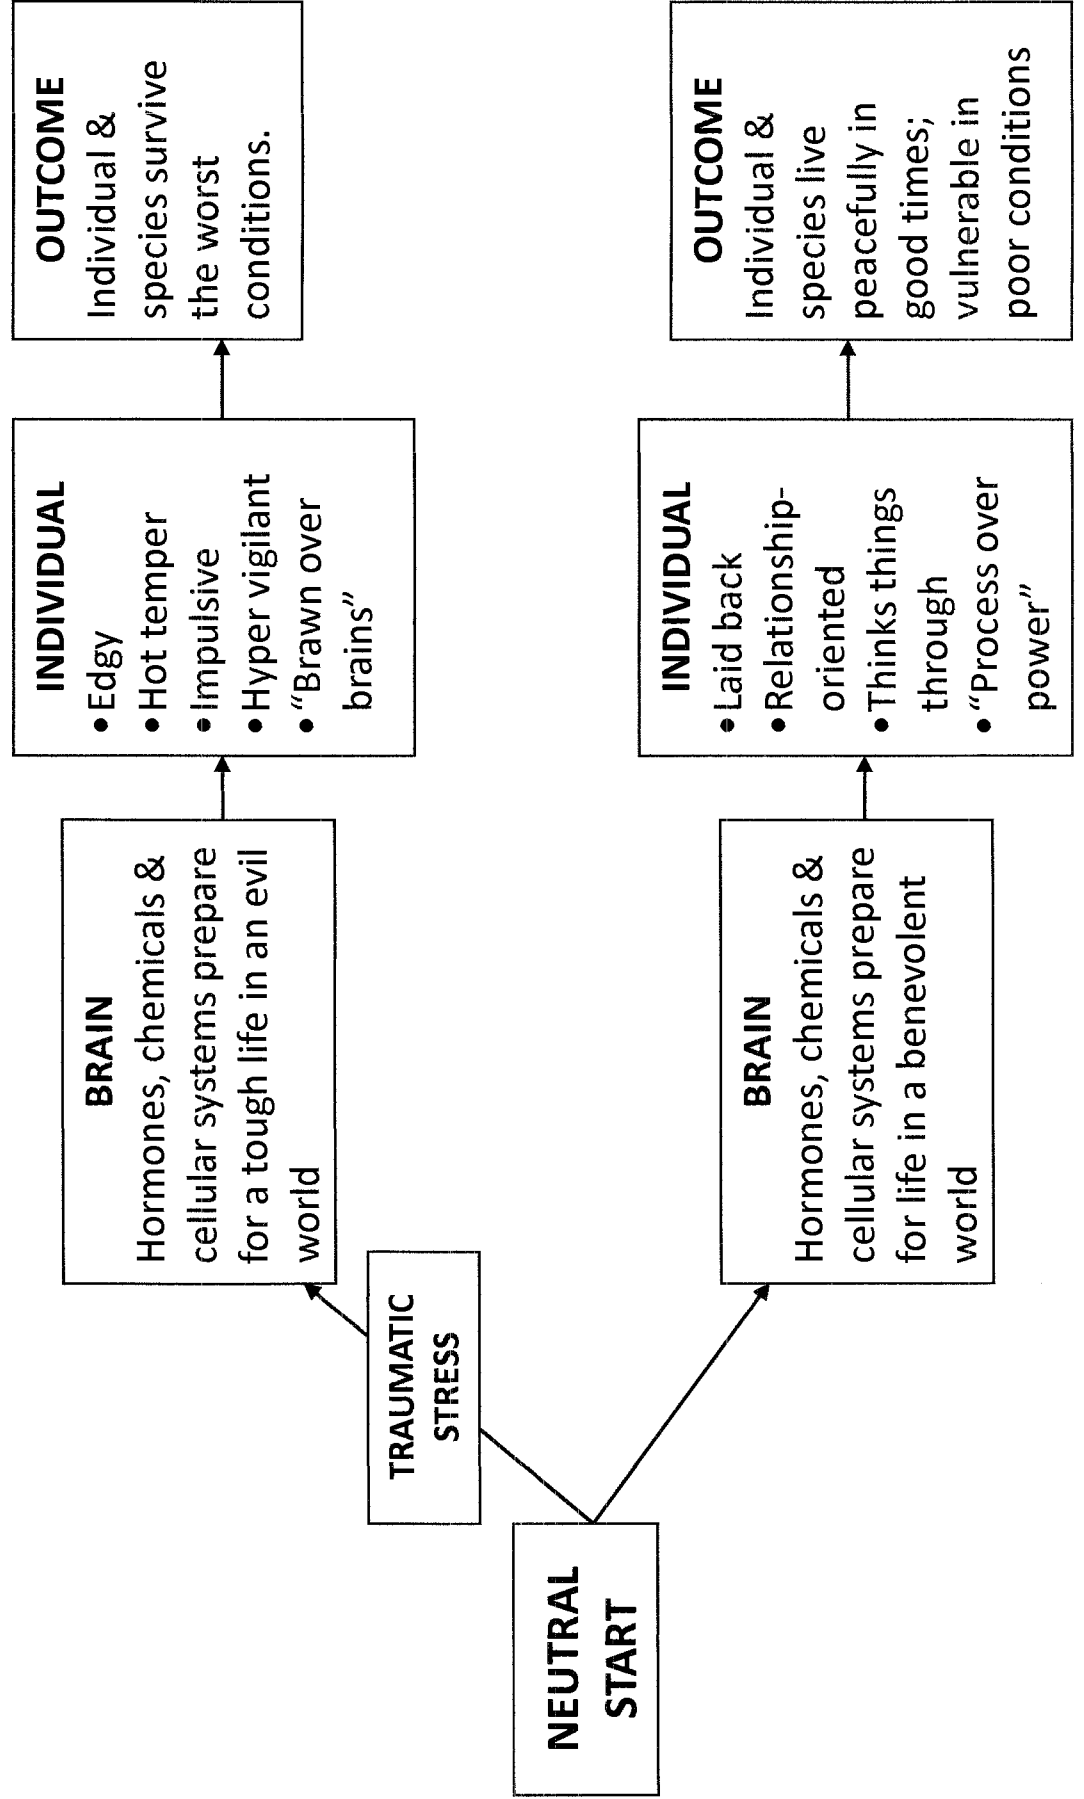 NEUTRAL
START
TRAUMATIC
STRESS
BRAIN
Hormones, chemicals &
cellular systems prepare
for a tough life in an evil
world
INDIVIDUAL
• Edgy
• Hot temper
• Impulsive
• Hyper vigilant
• “Brawn over
brains”
OUTCOME
Individual &
species survive
the worst
conditions.
BRAIN
Hormones, chemicals &
cellular systems prepare
for life in a benevolent
world
INDIVIDUAL
• Laid back
• Relationship-
oriented
• Thinks things
through
• “Process over
power”
OUTCOME
Individual &
species live
peacefully in
good times;
vulnerable in
poor conditions